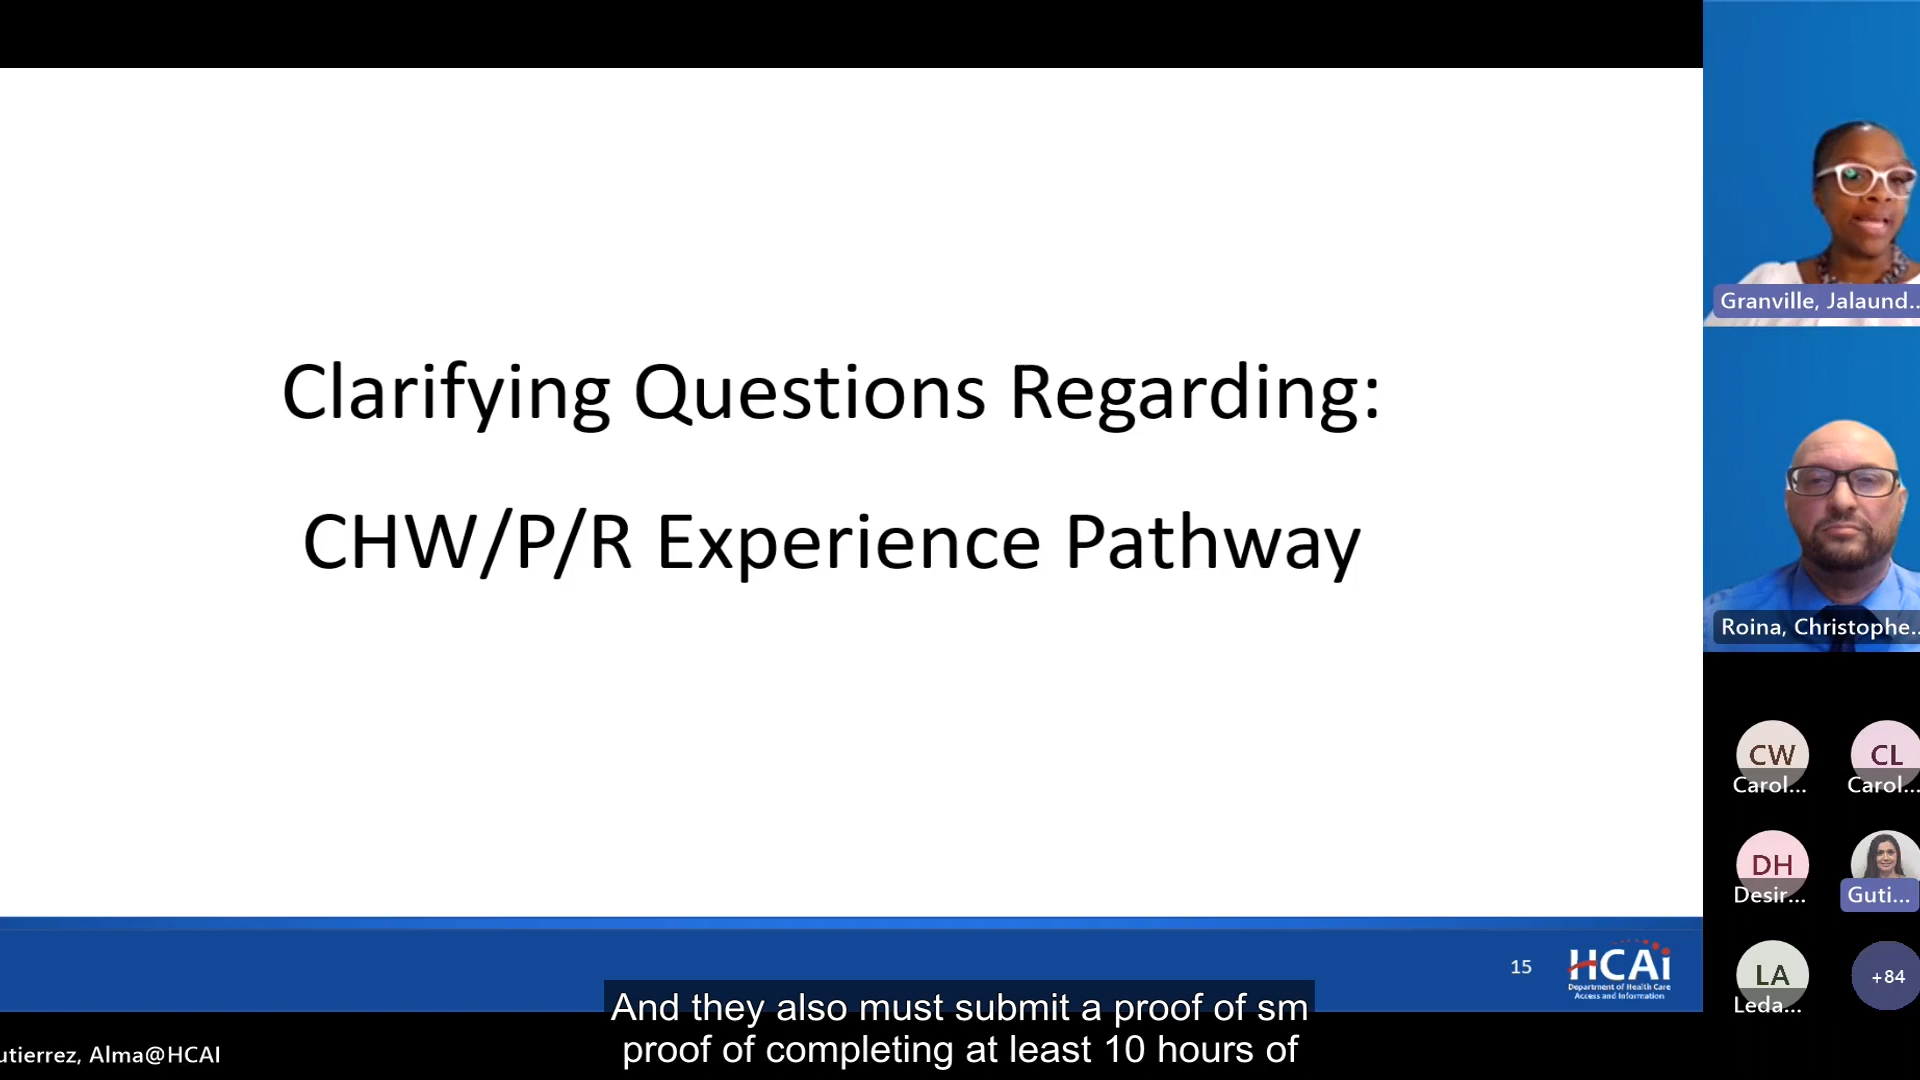 Clarifying Questions Regarding:
CHW/P/R Experience Pathway
15
HCAi
Department of Health Care
Access and Information
And they also must submit a proof of sm
proof of completing at least 10 hours of
utierrez, Alma@HCAI
Granville, Jalaund...
Roina, Christophe...
CW
Carol...
CL
Carol...
DH
Desir...
Guti...
LA
Leda...
+84